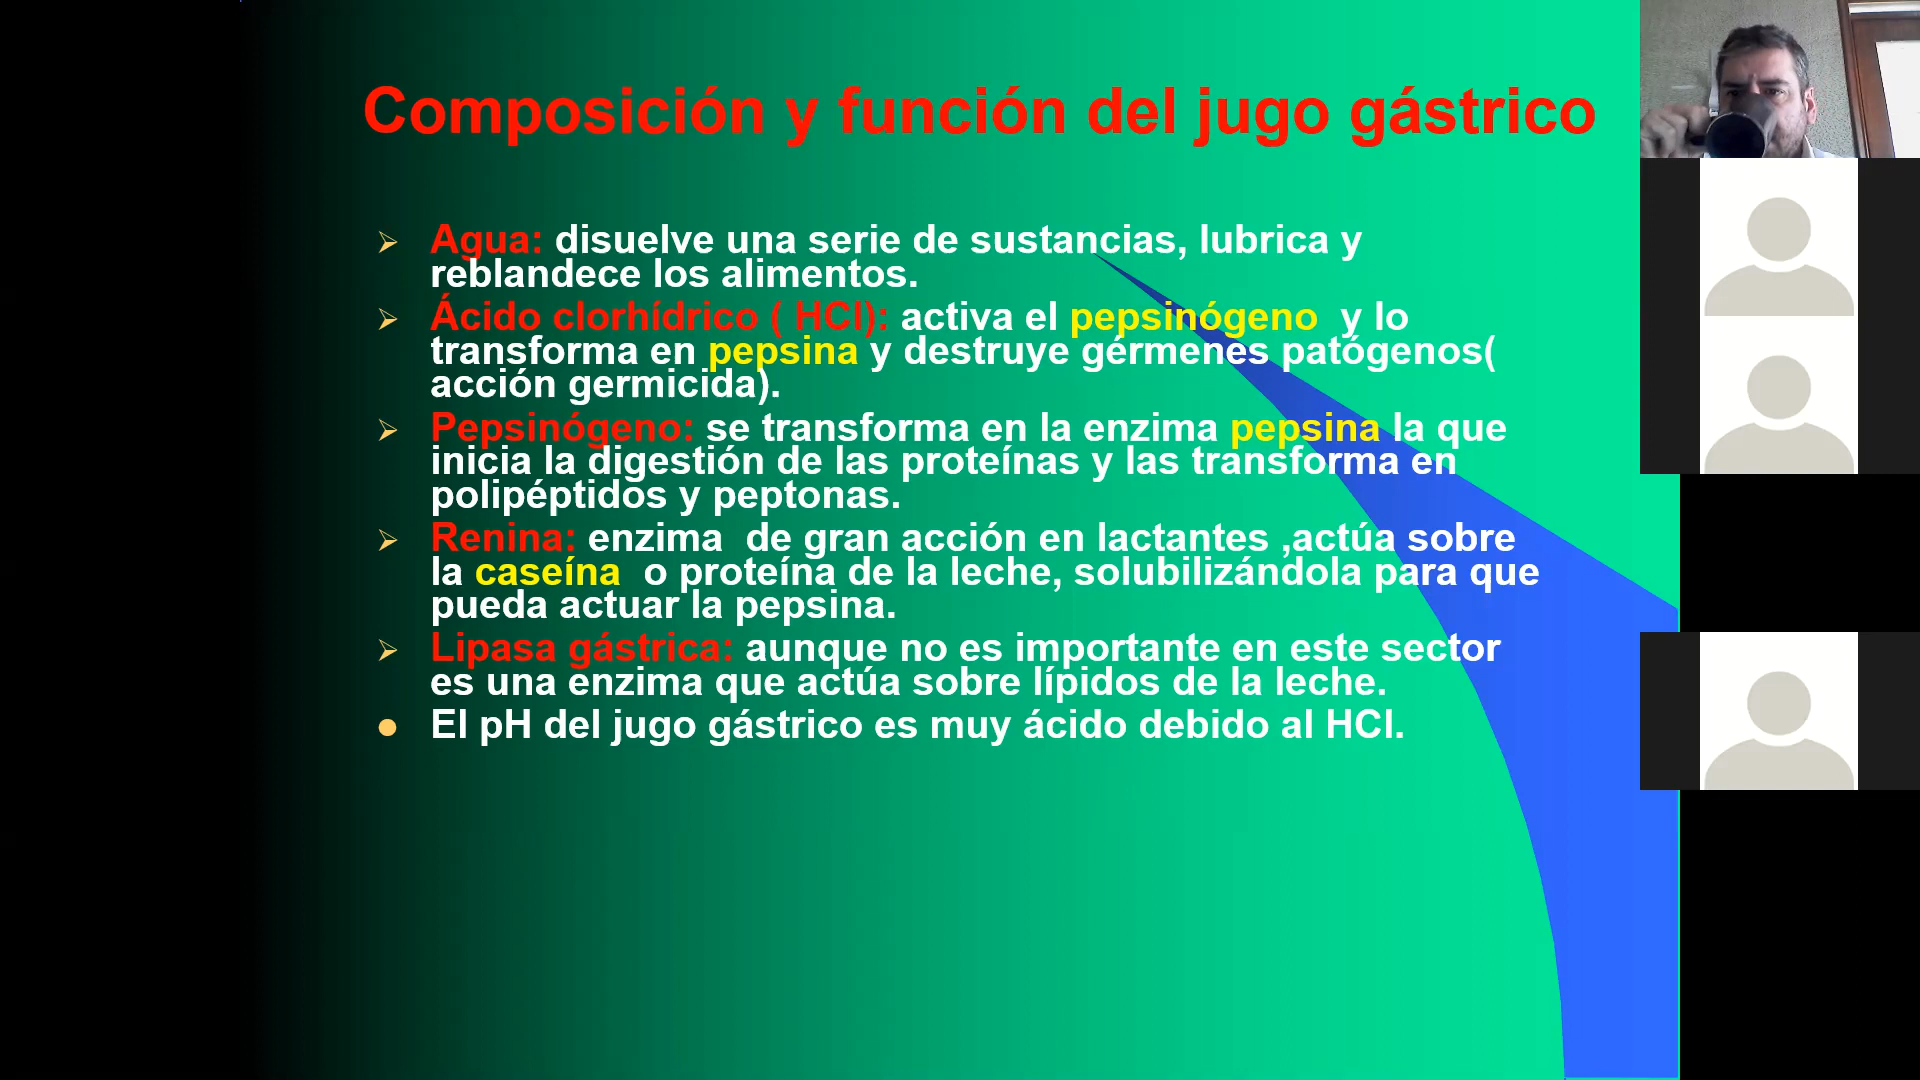 Composición y función del jugo gástrico
Agua: disuelve una serie de sustancias, lubrica y
reblandece los alimentos.
Ácido clorhídrico ( HCl): activa el pepsinógeno  y lo
transforma en pepsina y destruye gérmenes patógenos(
acción germicida).
Pepsinógeno: se transforma en la enzima pepsina la que
inicia la digestión de las proteínas y las transforma en
polipéptidos y peptonas.
Renina: enzima  de gran acción en lactantes ,actúa sobre
la caseína  o proteína de la leche, solubilizándola para que
pueda actuar la pepsina.
Lipasa gástrica: aunque no es importante en este sector
es una enzima que actúa sobre lípidos de la leche.
El pH del jugo gástrico es muy ácido debido al HCl.